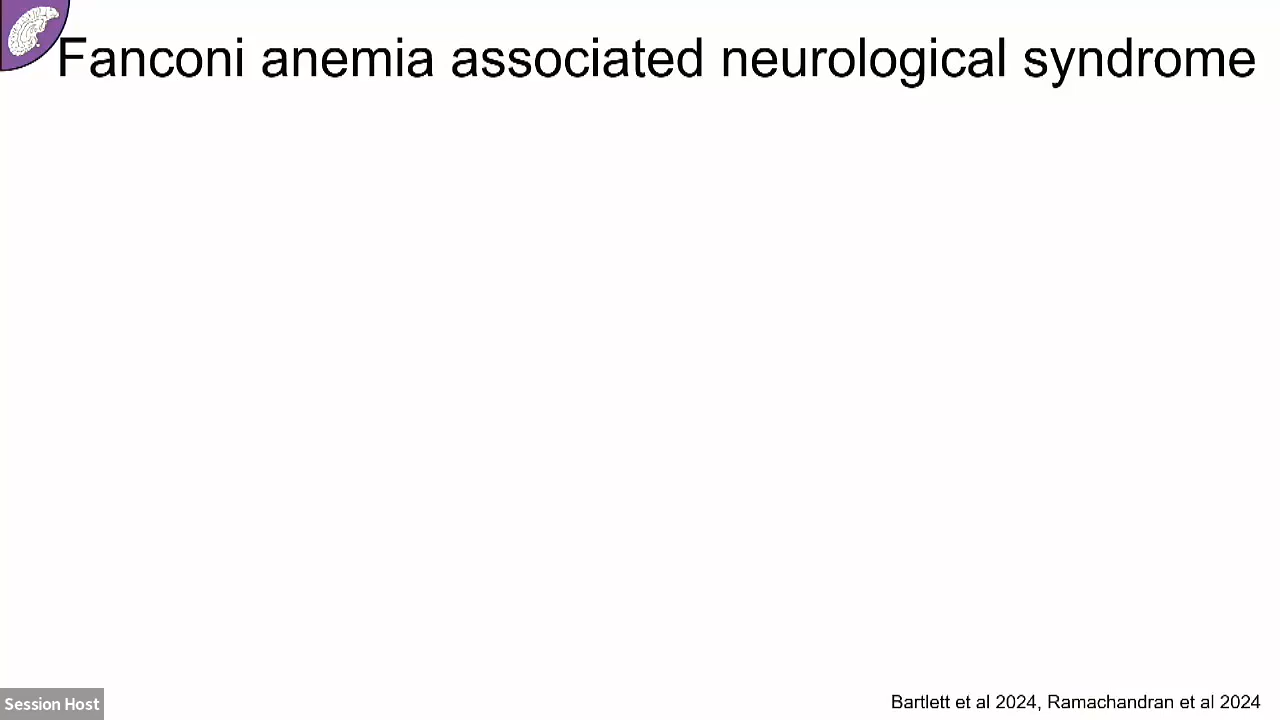 Fanconi anemia associated neurological syndrome
Session Host
Bartlett et al 2024, Ramachandran et al 2024